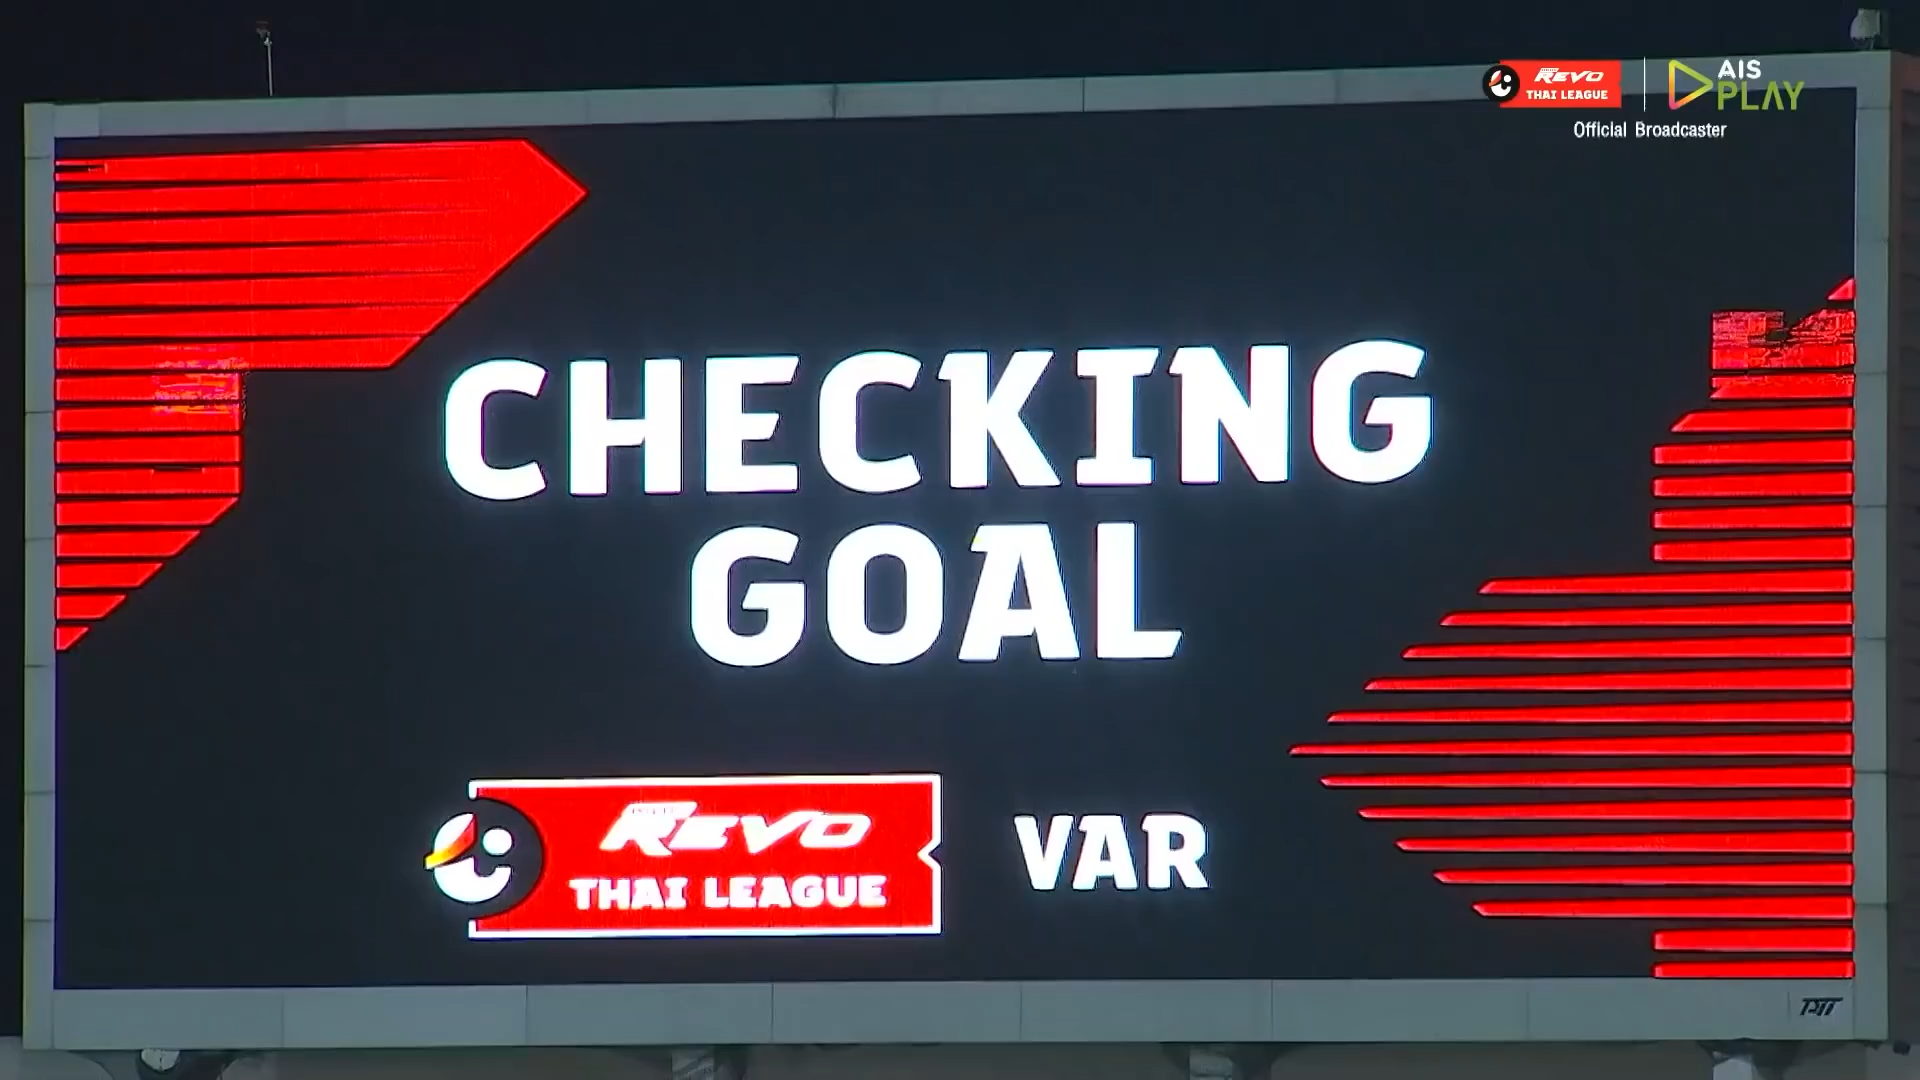 REVO
THAI LEAGUE
AIS
PLAY
Official Broadcaster
CHECKING
GOAL
REVO
THAI LEAGUE
VAR